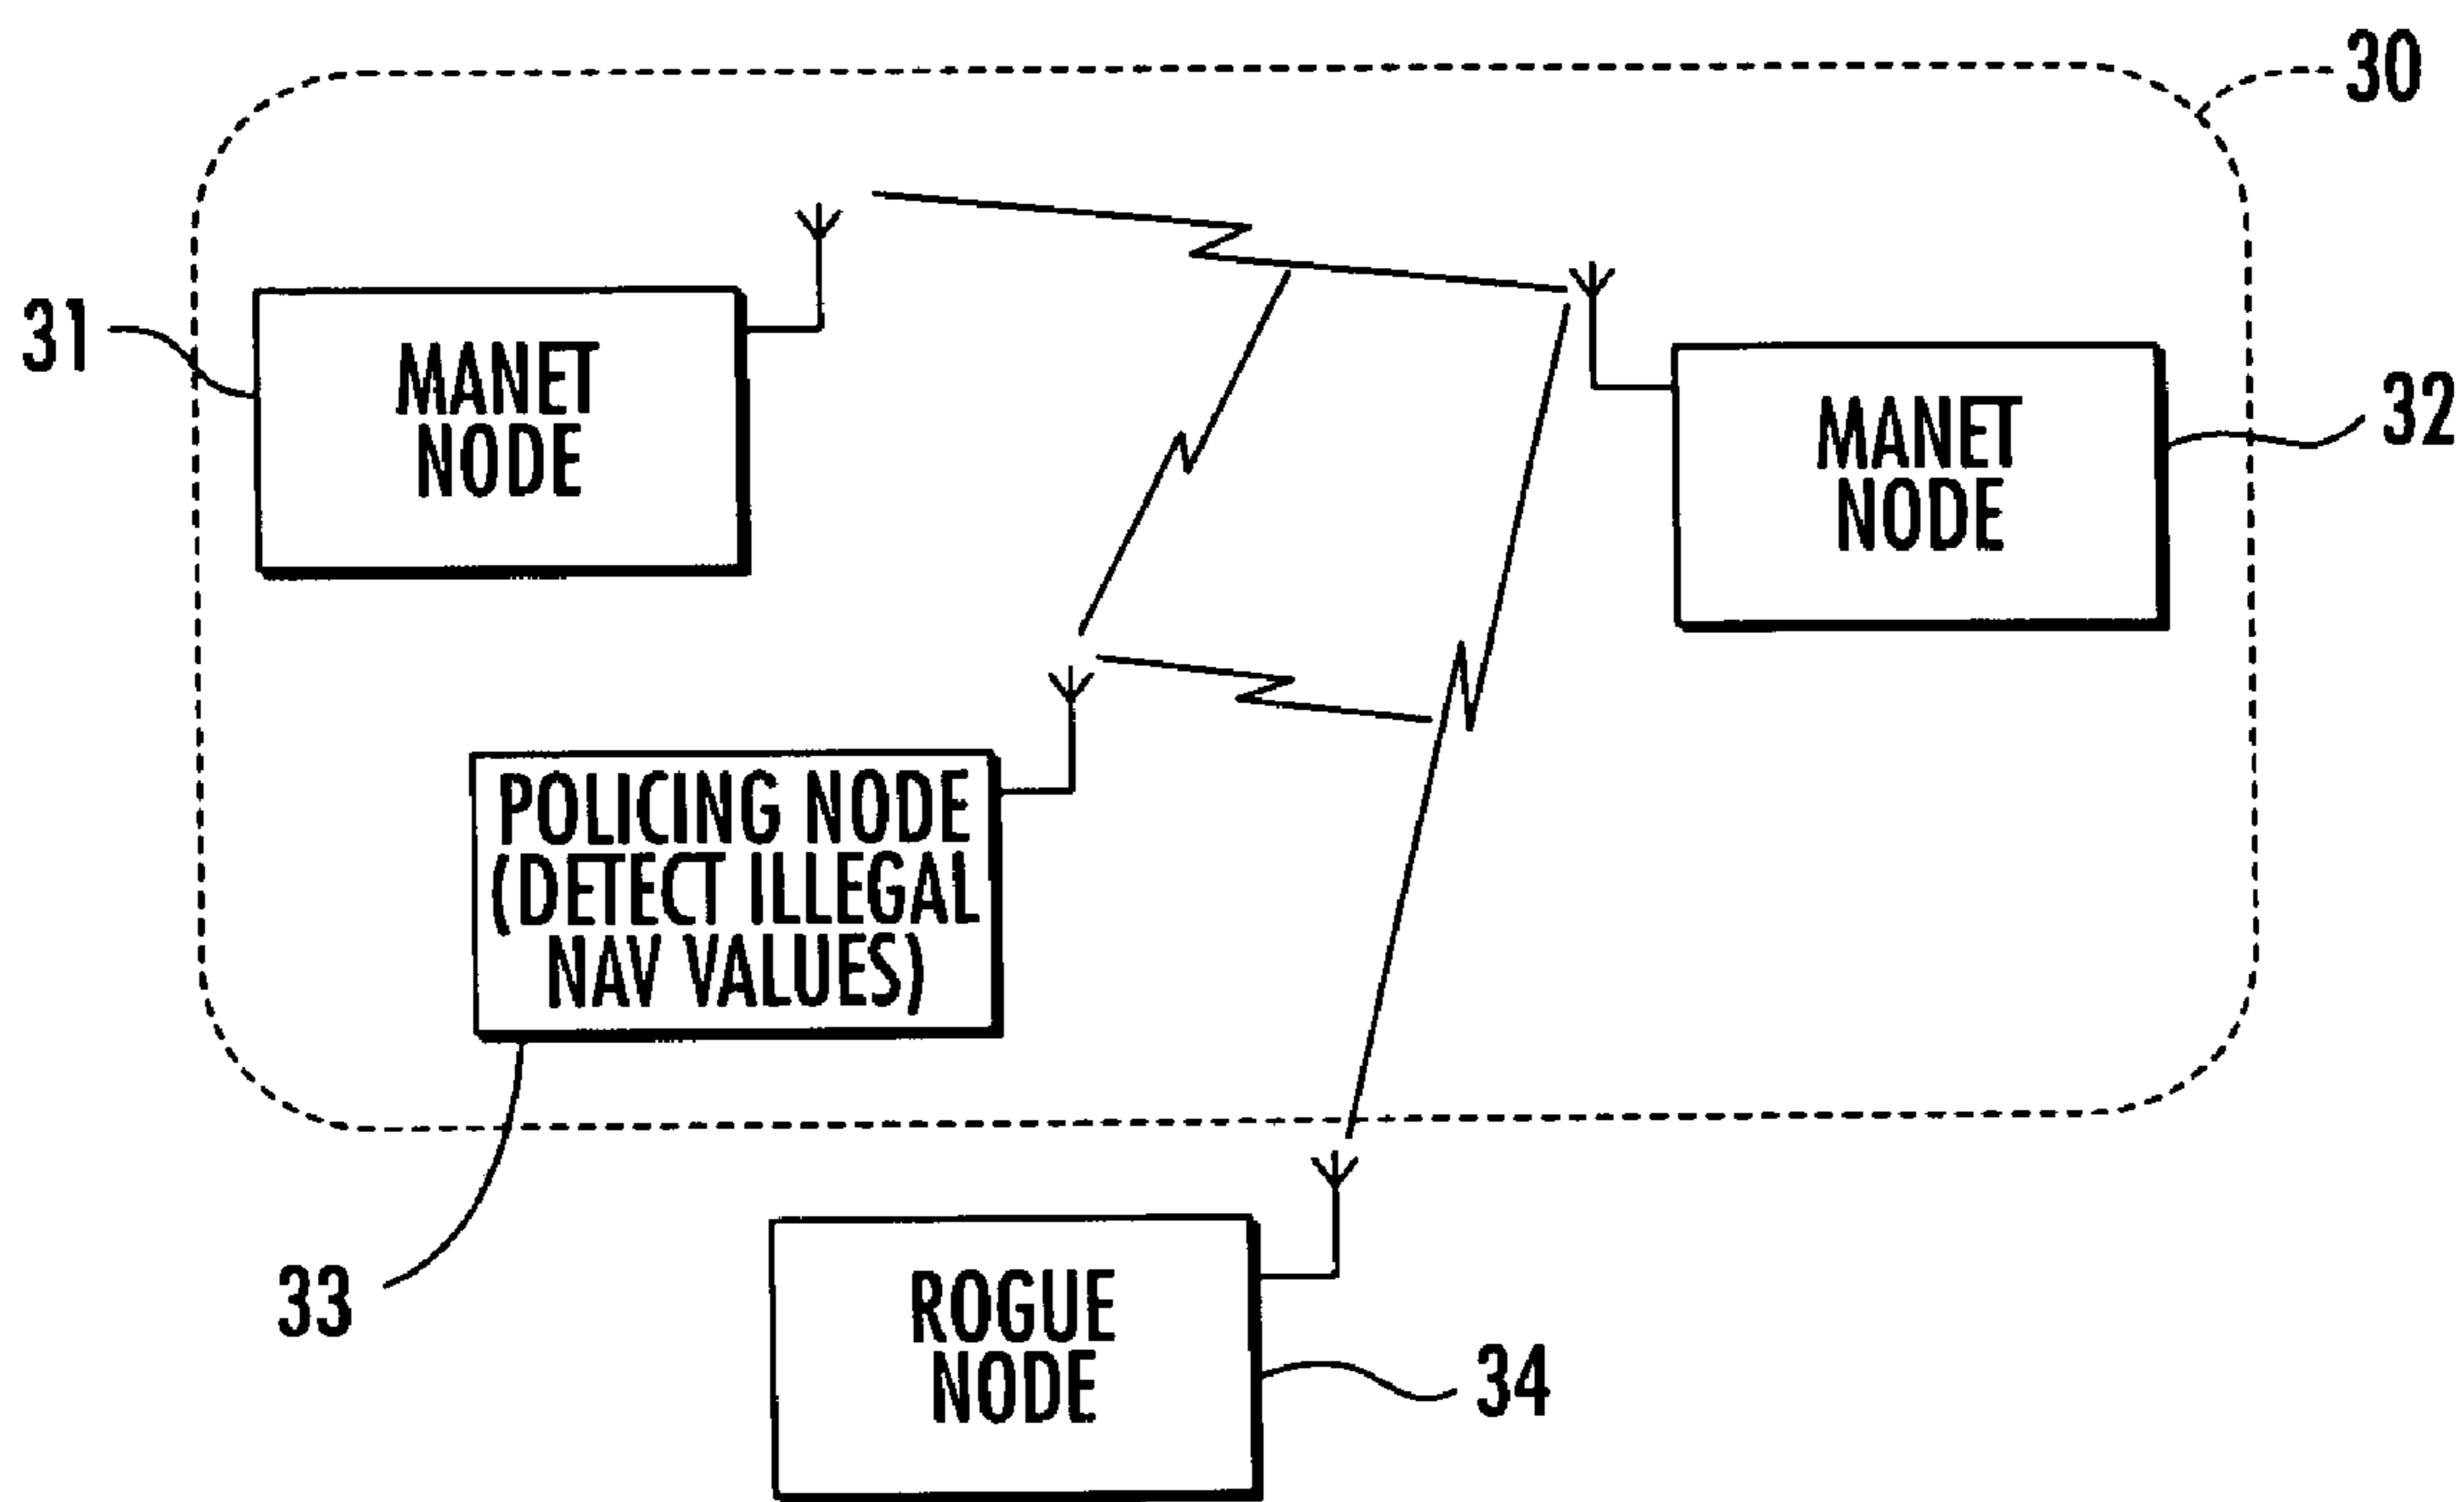 30
31
MANET
NODE
MANET
NODE
32
POLICING NODE
(DETECT ILLEGAL
NAV VALUES)
33
ROGUE
NODE
34